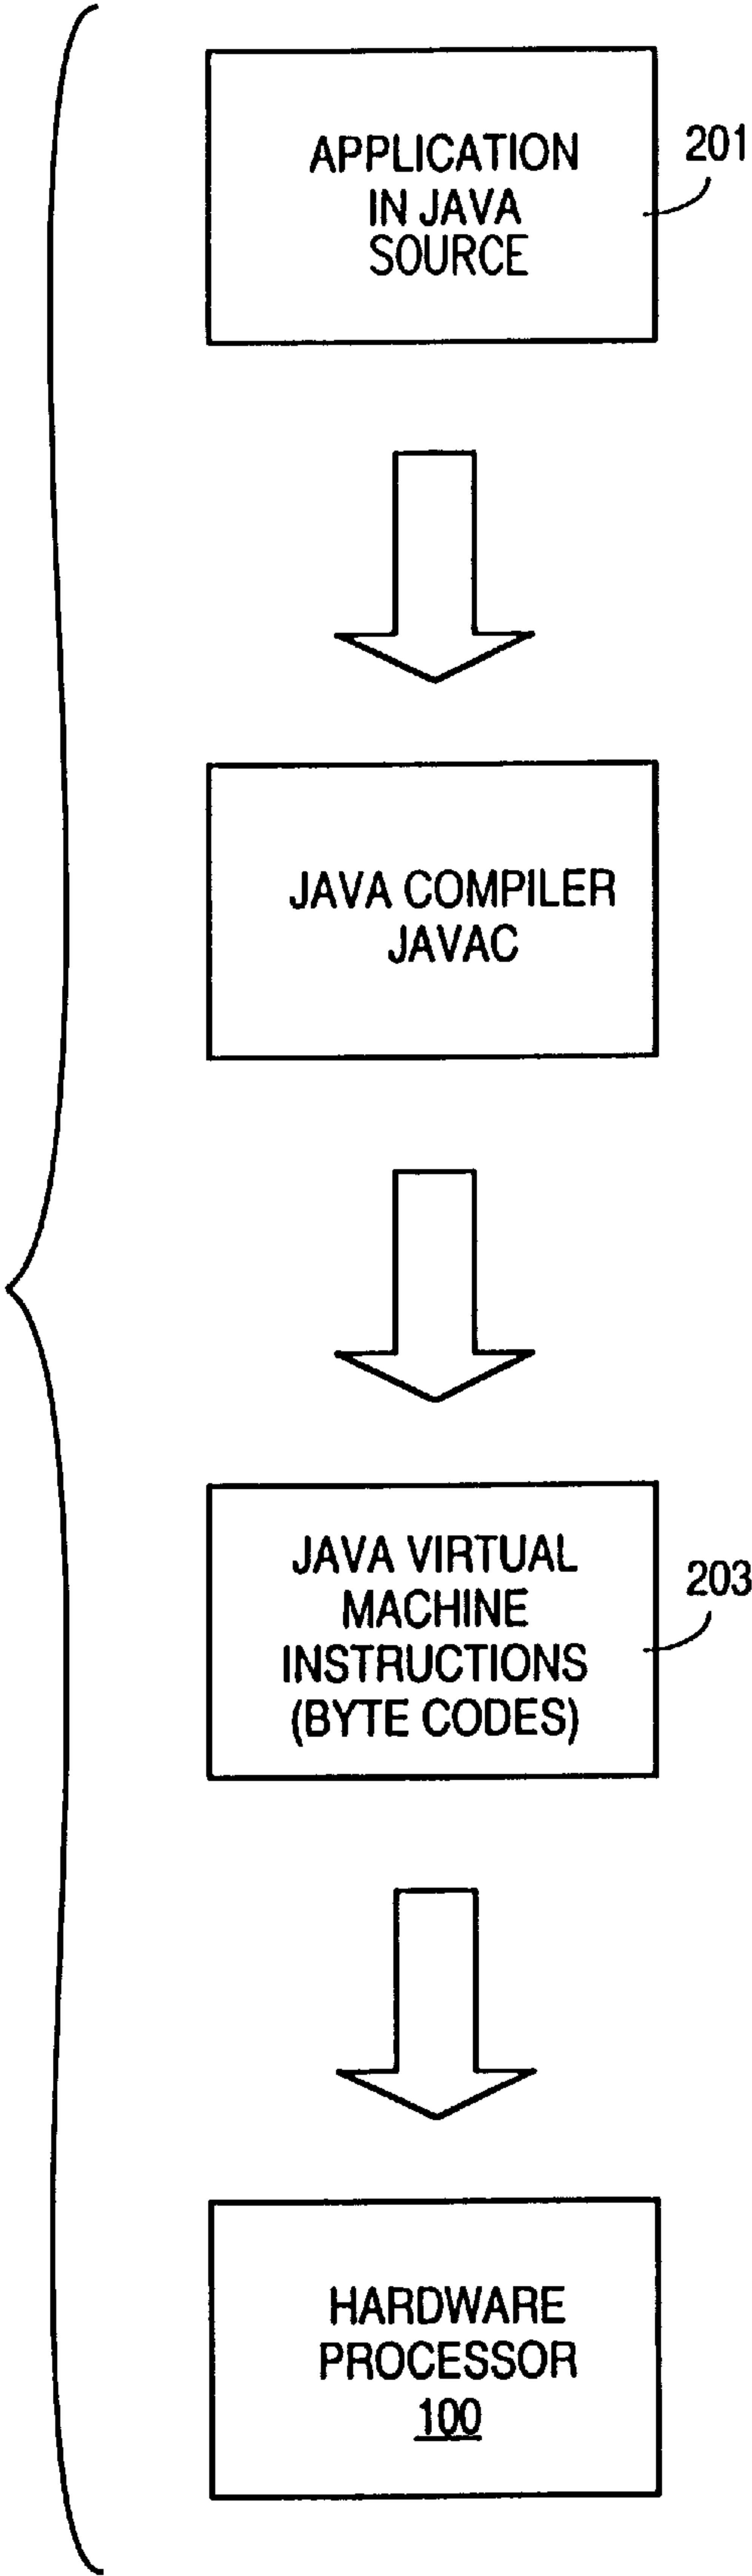 APPLICATION
IN JAVA
SOURCE
201
JAVA COMPILER
JAVAC
JAVA VIRTUAL
MACHINE
INSTRUCTIONS
(BYTE CODES)
203
HARDWARE
PROCESSOR
100